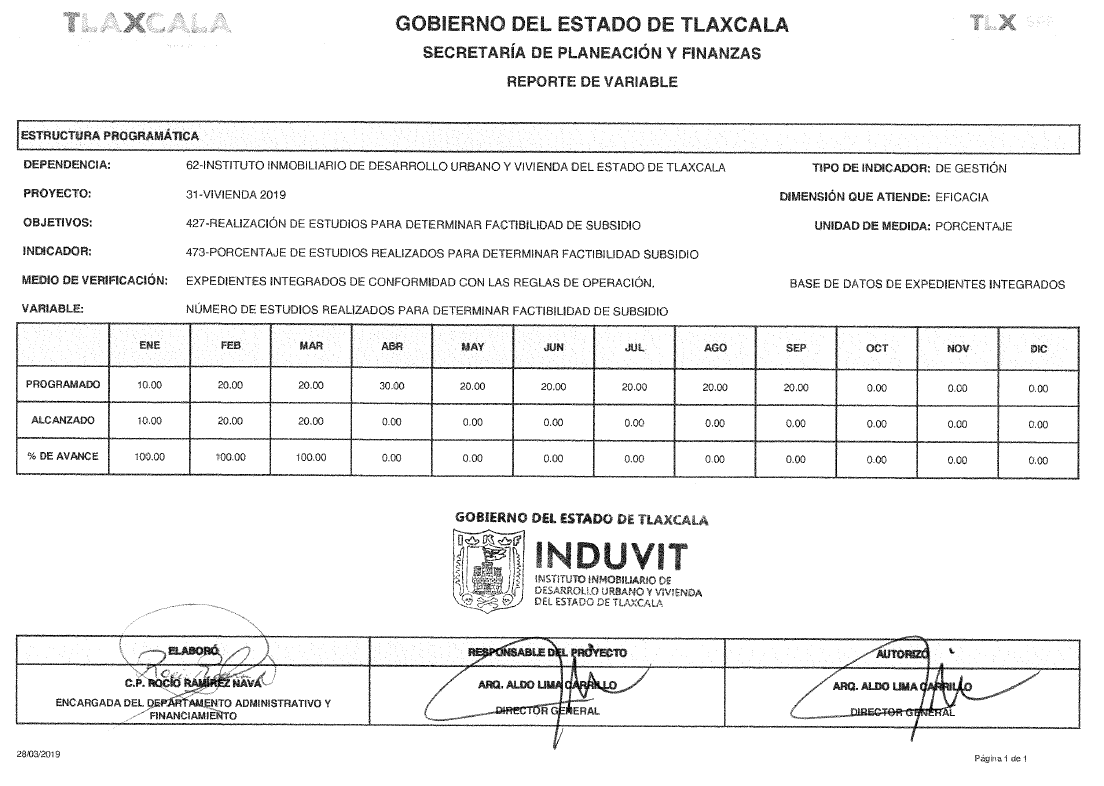 TLAXCALA
GOBIERNO DEL ESTADO DE TLAXCALA
TLX
SECRETARÍA DE PLANEACIÓN Y FINANZAS
REPORTE DE VARIABLE
ESTRUCTURA PROGRAMÁTICA
DEPENDENCIA: 62-INSTITUTO INMOBILIARIO DE DESARROLLO URBANO Y VIVIENDA DEL ESTADO DE TLAXCALA TIPO DE INDICADOR: DE GESTIÓN
PROYECTO: 31-VIVIENDA 2019 DIMENSIÓN QUE ATIENDE: EFICACIA
OBJETIVOS: 427-REALIZACIÓN DE ESTUDIOS PARA DETERMINAR FACTIBILIDAD DE SUBSIDIO UNIDAD DE MEDIDA: PORCENTAJE
INDICADOR: 473-PORCENTAJE DE ESTUDIOS REALIZADOS PARA DETERMINAR FACTIBILIDAD SUBSIDIO
MEDIO DE VERIFICACIÓN: EXPEDIENTES INTEGRADOS DE CONFORMIDAD CON LAS REGLAS DE OPERACIÓN. BASE DE DATOS DE EXPEDIENTES INTEGRADOS
VARIABLE: NÚMERO DE ESTUDIOS REALIZADOS PARA DETERMINAR FACTIBILIDAD DE SUBSIDIO
ENE FEB MAR ABR MAY JUN JUL AGO SEP OCT NOV DIC
PROGRAMADO 10.00 20.00 20.00 30.00 20.00 20.00 20.00 20.00 20.00 0.00 0.00 0.00
ALCANZADO 10.00 20.00 20.00 0.00 0.00 0.00 0.00 0.00 0.00 0.00 0.00 0.00
% DE AVANCE 100.00 100.00 100.00 0.00 0.00 0.00 0.00 0.00 0.00 0.00 0.00 0.00
GOBIERNO DEL ESTADO DE TLAXCALA
INDUVIT
INSTITUTO INMOBILIARIO DE
DESARROLLO URBANO Y VIVIENDA
DEL ESTADO DE TLAXCALA
ELABORÓ RESPONSABLE DEL PROYECTO AUTORIZÓ
C.P. ROCÍO RAMÍREZ NAVA ARQ. ALDO LIMA CARRILLO ARQ. ALDO LIMA CARRILLO
ENCARGADA DEL DEPARTAMENTO ADMINISTRATIVO Y DIRECTOR GENERAL DIRECTOR GENERAL
FINANCIAMIENTO
28/03/2019 Página 1 de 1